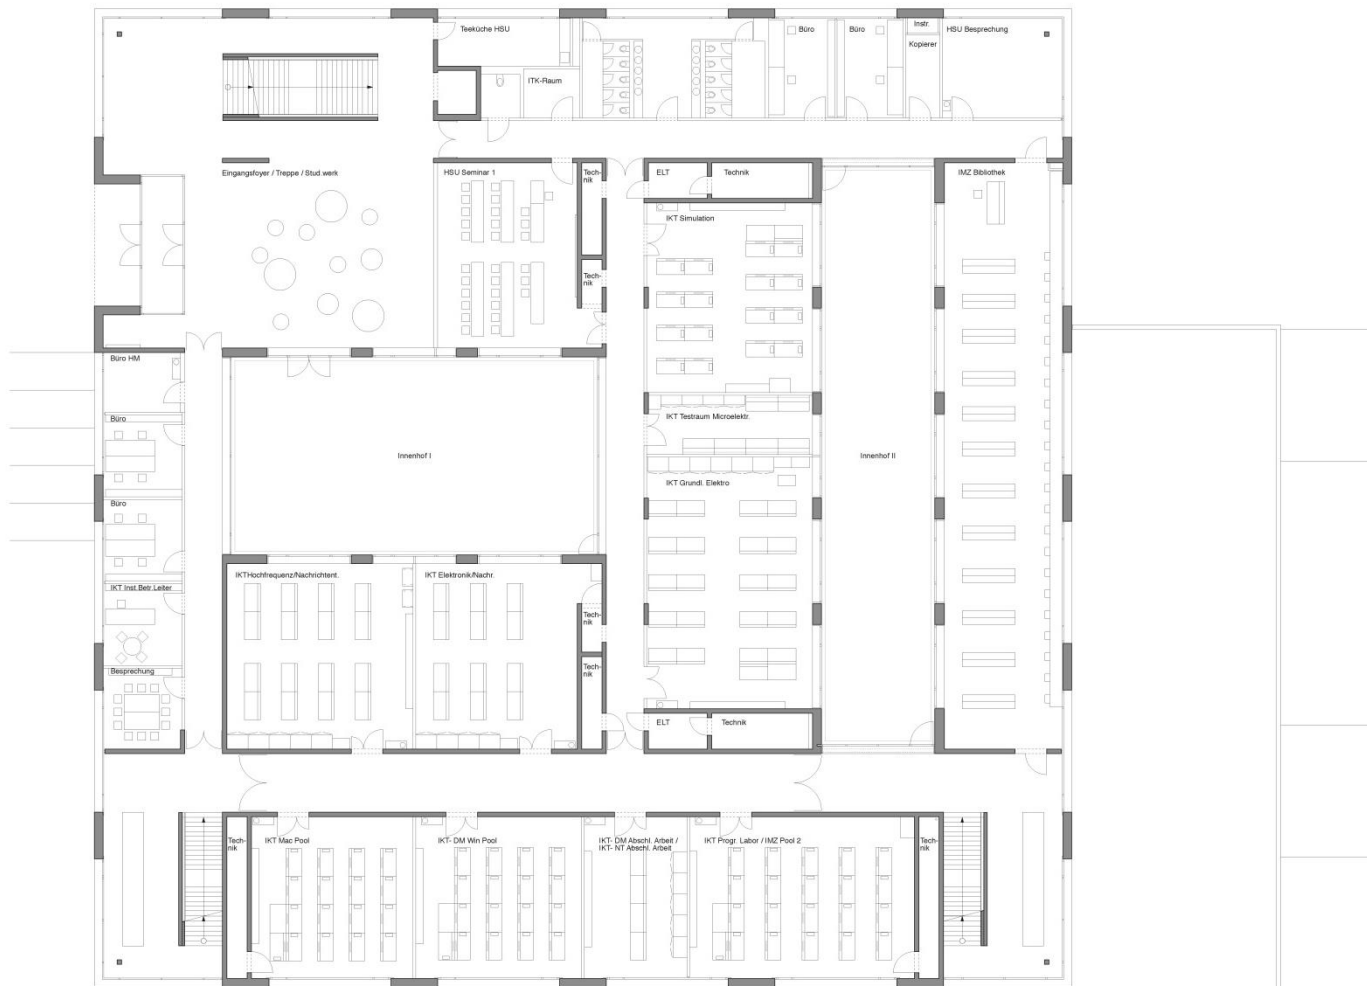 Teeküche HSU
Büro
Büro
Instr.
HSU Besprechung
Kopierer
ITK-Raum
Eingangsfoyer / Treppe / Stud.werk
HSU Seminar 1
Tech-
nik
ELT
Technik
IMZ Bibliothek
IKT Simulation
Tech-
nik
Büro HM
Büro
IKT Testraum Microelektr.
Innenhof I
Innenhof II
IKT Grundl. Elektro
Büro
IKTHochfrequenz/Nachrichtent.
IKT Elektronik/Nachr.
IKT Inst.Betr.Leiter
Tech-
nik
Besprechung
Tech-
nik
ELT
Technik
Tech-
nik
IKT Mac Pool
IKT- DM Win Pool
IKT- DM Abschl. Arbeit /
IKT- NT Abschl. Arbeit
IKT Progr. Labor / IMZ Pool 2
Tech-
nik